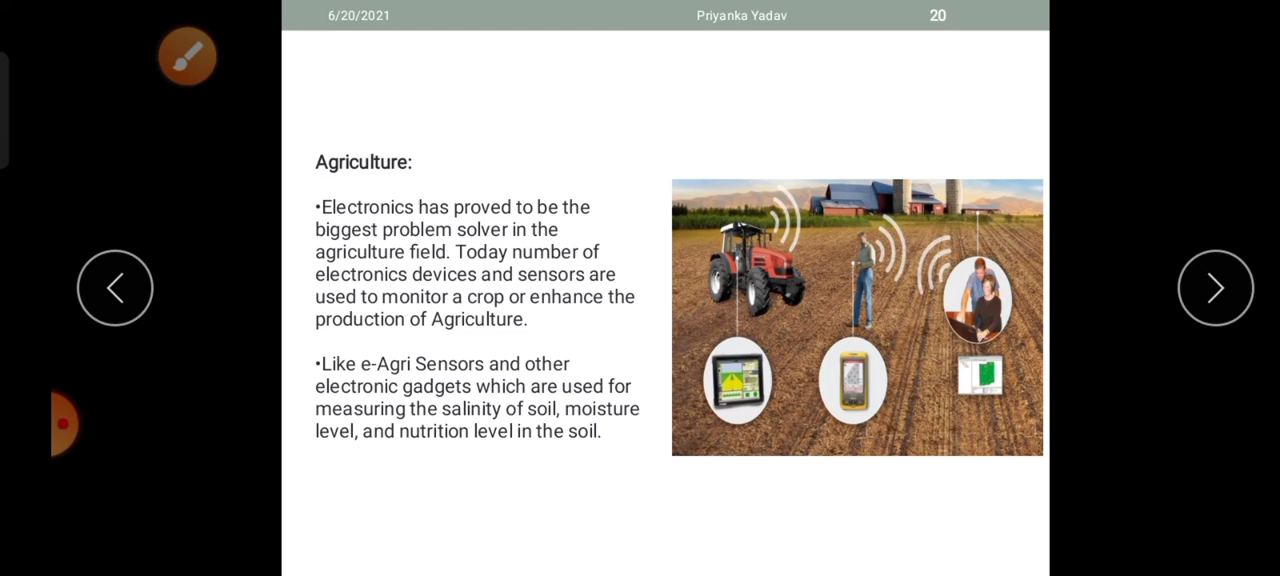 6/20/2021 Priyanka Yadav 20
Agriculture:
•Electronics has proved to be the
biggest problem solver in the
agriculture field. Today number of
electronics devices and sensors are
used to monitor a crop or enhance the
production of Agriculture.
•Like e-Agri Sensors and other
electronic gadgets which are used for
measuring the salinity of soil, moisture
level, and nutrition level in the soil.